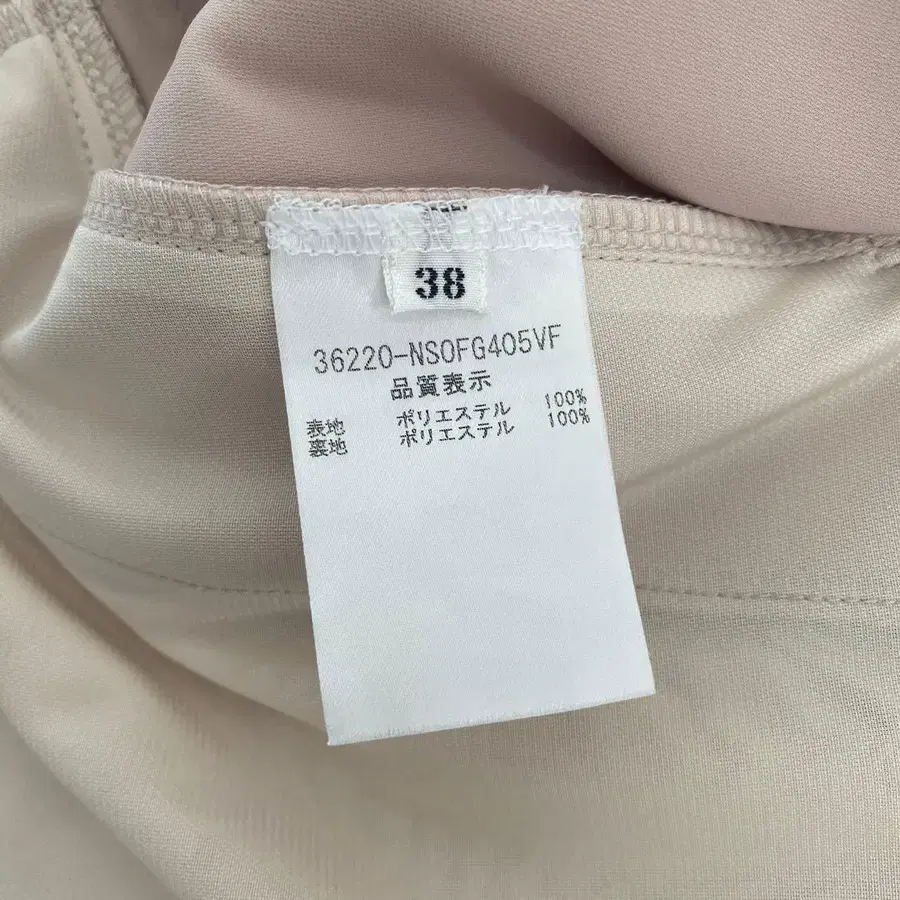 38
36220-NS0FG405VF
品質表示
表地 ポリエステル 100%
裏地 ポリエステル 100%